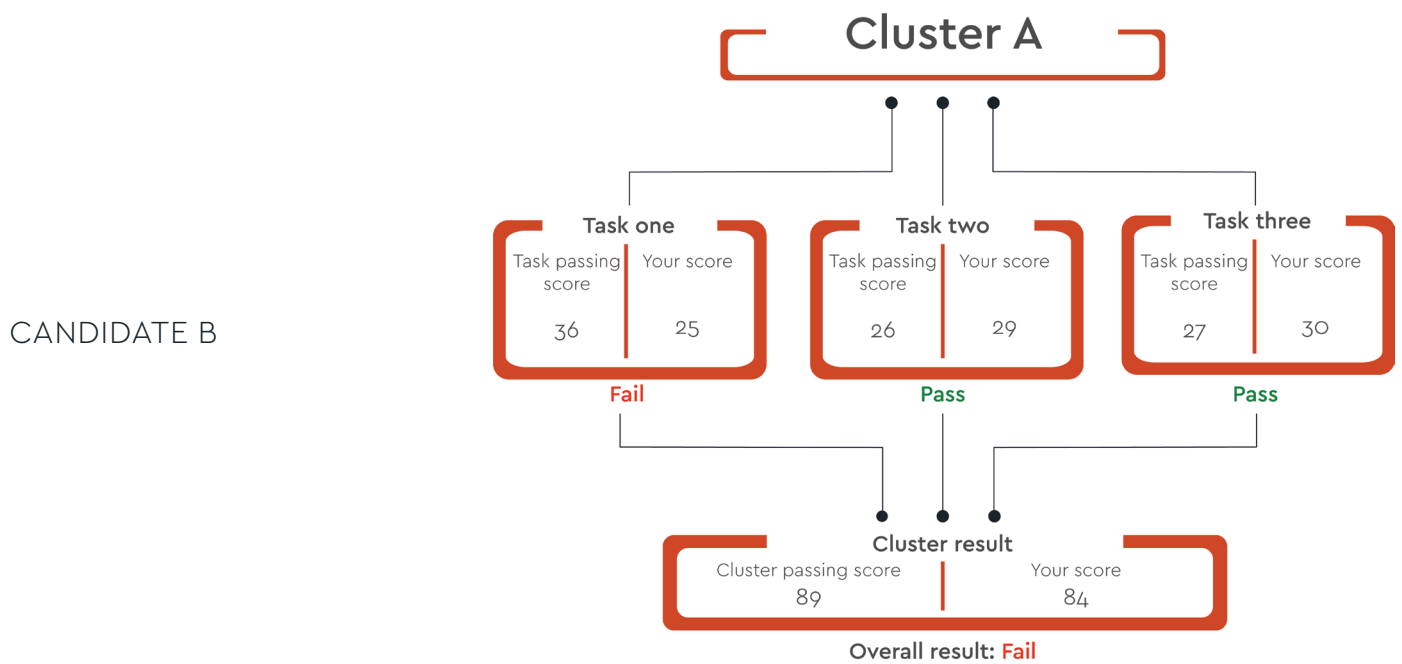 Cluster A
Task one
Task passing score
Your score
36
25
Fail
Task two
Task passing score
Your score
26
29
Pass
Task three
Task passing score
Your score
27
30
Pass
CANDIDATE B
Cluster result
Cluster passing score
Your score
89
84
Overall result: Fail